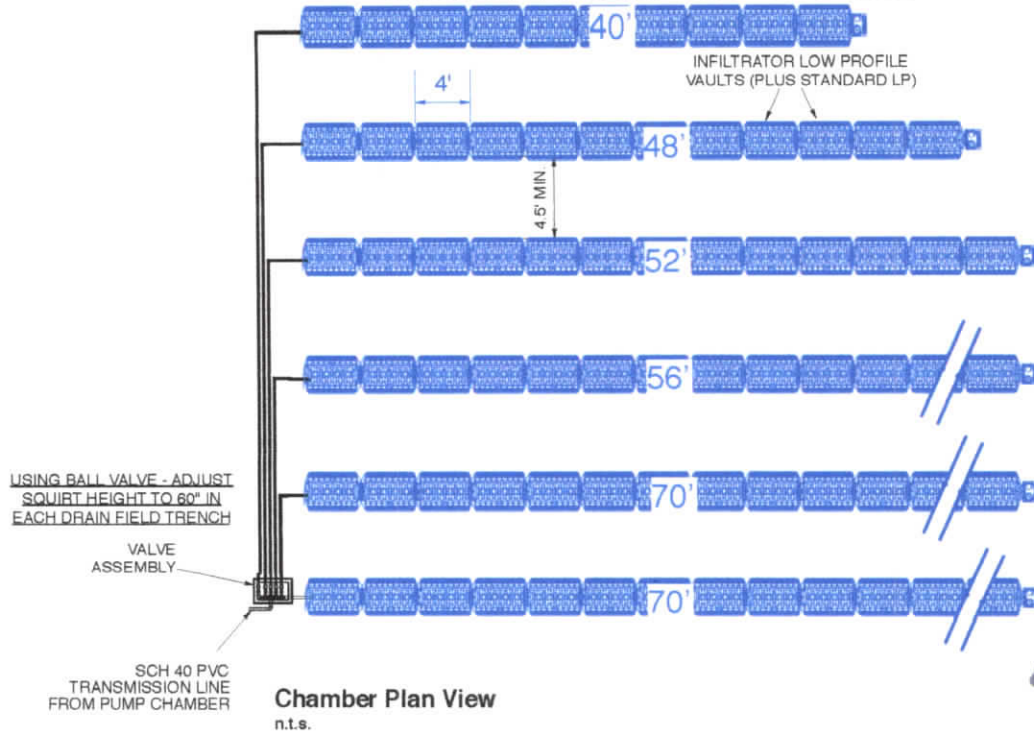 40'
INFILTRATOR LOW PROFILE
VAULTS (PLUS STANDARD LP)
4'
48'
4.5' MIN.
52'
56'
70'
USING BALL VALVE - ADJUST
SQUIRT HEIGHT TO 60" IN
EACH DRAIN FIELD TRENCH
VALVE
ASSEMBLY
70'
SCH 40 PVC
TRANSMISSION LINE
FROM PUMP CHAMBER
Chamber Plan View
n.t.s.